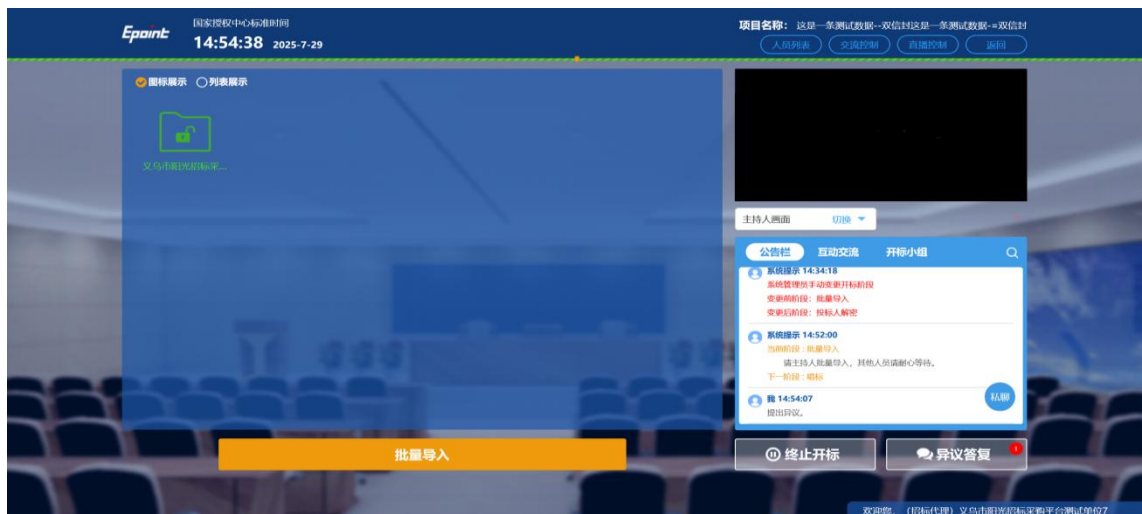 Epoint
国家授权中心标准时间
14:54:38 2025-7-29
项目名称： 这是一条测试数据--双信封这是一条测试数据-=双信封
人员列表 交流控制 直播控制 返回
图标展示 列表展示
义乌市阳光招标采...
主持人画面 切换
公告栏 互动交流 开标小组
系统提示 14:34:18
系统管理员手动变更开标阶段
变更前阶段：批量导入
变更后阶段：投标人解密
系统提示 14:52:00
当前阶段：批量导入
请主持人批量导入，其他人员请耐心等待。
下一阶段：唱标
我 14:54:07
提出异议。
私聊
批量导入
终止开标
异议答复 1
欢迎您，（招标代理）义乌市阳光招标采购平台测试单位7